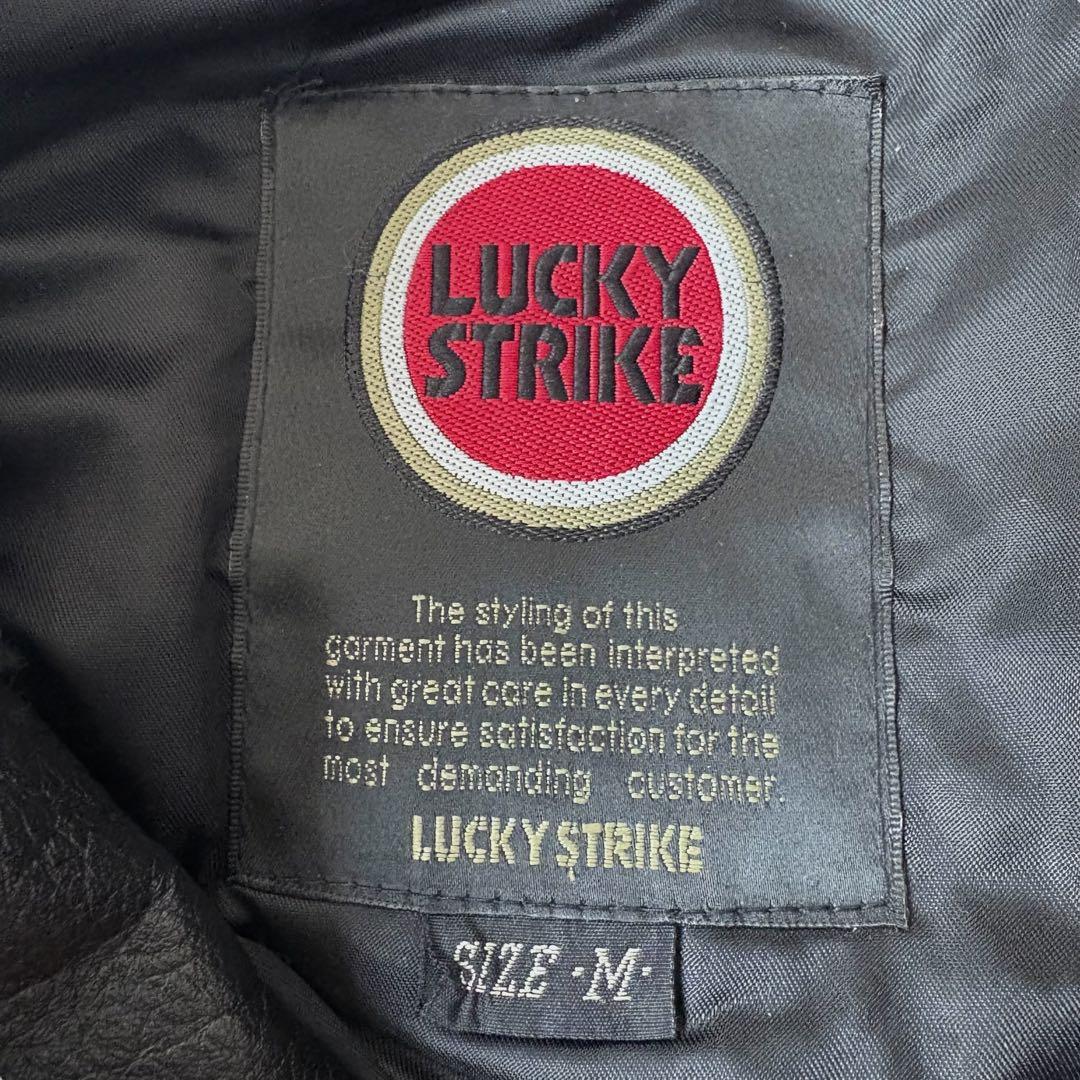 LUCKY
STRIKE
The styling of this
garment has been interpreted
with great care in every detail
to ensure satisfaction for the
most demanding customer.
LUCKY STRIKE
SIZE ·M·